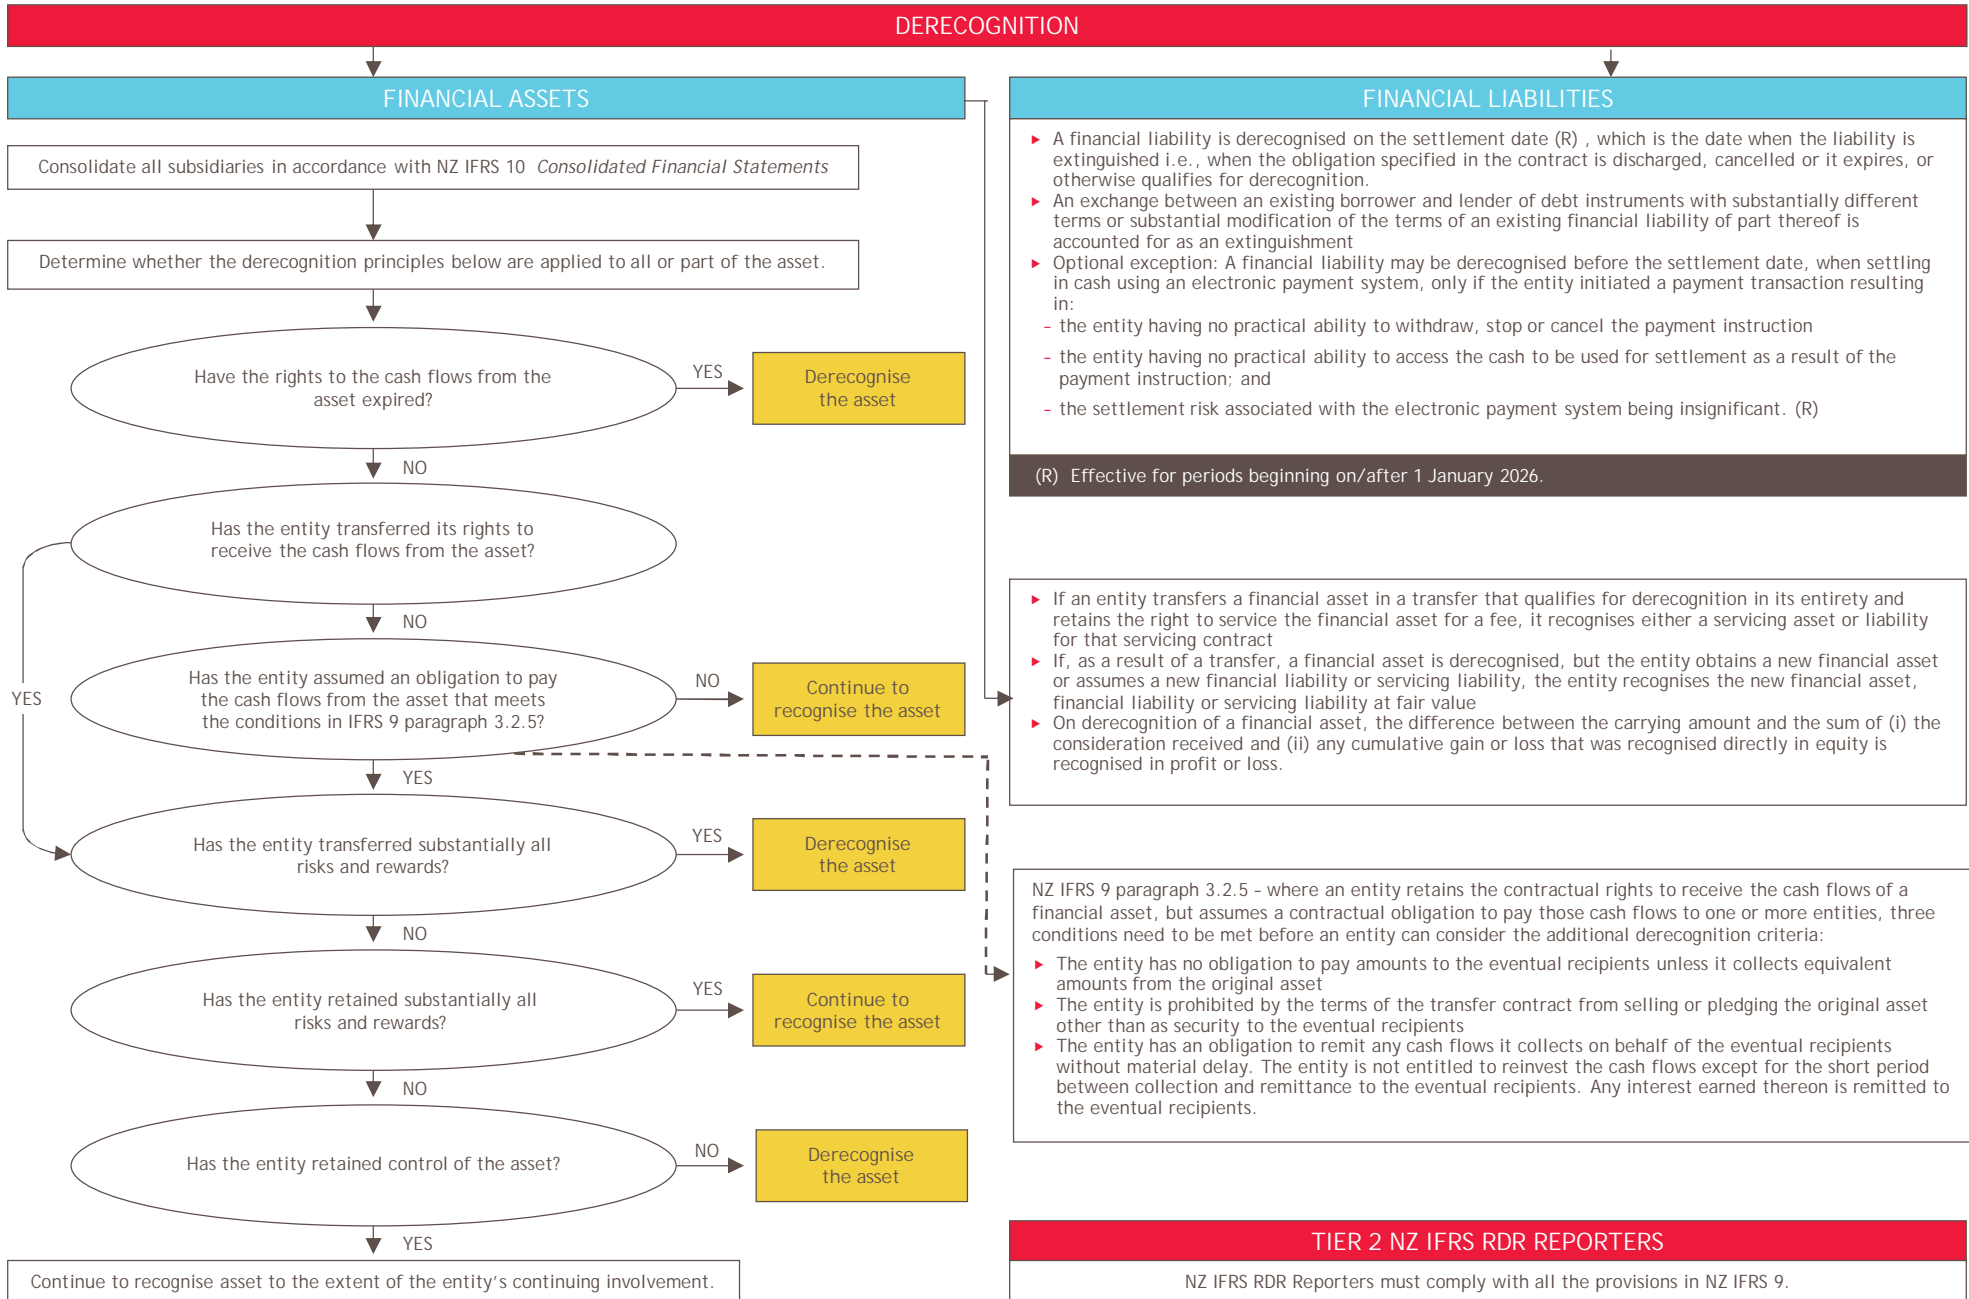 DERECOGNITION
FINANCIAL ASSETS
Consolidate all subsidiaries in accordance with NZ IFRS 10 Consolidated Financial Statements
Determine whether the derecognition principles below are applied to all or part of the asset.
Have the rights to the cash flows from the
asset expired?
YES
Derecognise
the asset
NO
Has the entity transferred its rights to
receive the cash flows from the asset?
YES
NO
Has the entity assumed an obligation to pay
the cash flows from the asset that meets
the conditions in IFRS 9 paragraph 3.2.5?
NO
Continue to
recognise the asset
YES
Has the entity transferred substantially all
risks and rewards?
YES
Derecognise
the asset
NO
Has the entity retained substantially all
risks and rewards?
YES
Continue to
recognise the asset
NO
Has the entity retained control of the asset?
NO
Derecognise
the asset
YES
Continue to recognise asset to the extent of the entity's continuing involvement.
FINANCIAL LIABILITIES
► A financial liability is derecognised on the settlement date (R) , which is the date when the liability is
extinguished i.e., when the obligation specified in the contract is discharged, cancelled or it expires, or
otherwise qualifies for derecognition.
► An exchange between an existing borrower and lender of debt instruments with substantially different
terms or substantial modification of the terms of an existing financial liability of part thereof is
accounted for as an extinguishment
► Optional exception: A financial liability may be derecognised before the settlement date, when settling
in cash using an electronic payment system, only if the entity initiated a payment transaction resulting
in:
– the entity having no practical ability to withdraw, stop or cancel the payment instruction
– the entity having no practical ability to access the cash to be used for settlement as a result of the
payment instruction; and
– the settlement risk associated with the electronic payment system being insignificant. (R)
(R) Effective for periods beginning on/after 1 January 2026.
► If an entity transfers a financial asset in a transfer that qualifies for derecognition in its entirety and
retains the right to service the financial asset for a fee, it recognises either a servicing asset or liability
for that servicing contract
► If, as a result of a transfer, a financial asset is derecognised, but the entity obtains a new financial asset
or assumes a new financial liability or servicing liability, the entity recognises the new financial asset,
financial liability or servicing liability at fair value
► On derecognition of a financial asset, the difference between the carrying amount and the sum of (i) the
consideration received and (ii) any cumulative gain or loss that was recognised directly in equity is
recognised in profit or loss.
NZ IFRS 9 paragraph 3.2.5 – where an entity retains the contractual rights to receive the cash flows of a
financial asset, but assumes a contractual obligation to pay those cash flows to one or more entities, three
conditions need to be met before an entity can consider the additional derecognition criteria:
► The entity has no obligation to pay amounts to the eventual recipients unless it collects equivalent
amounts from the original asset
► The entity is prohibited by the terms of the transfer contract from selling or pledging the original asset
other than as security to the eventual recipients
► The entity has an obligation to remit any cash flows it collects on behalf of the eventual recipients
without material delay. The entity is not entitled to reinvest the cash flows except for the short period
between collection and remittance to the eventual recipients. Any interest earned thereon is remitted to
the eventual recipients.
TIER 2 NZ IFRS RDR REPORTERS
NZ IFRS RDR Reporters must comply with all the provisions in NZ IFRS 9.